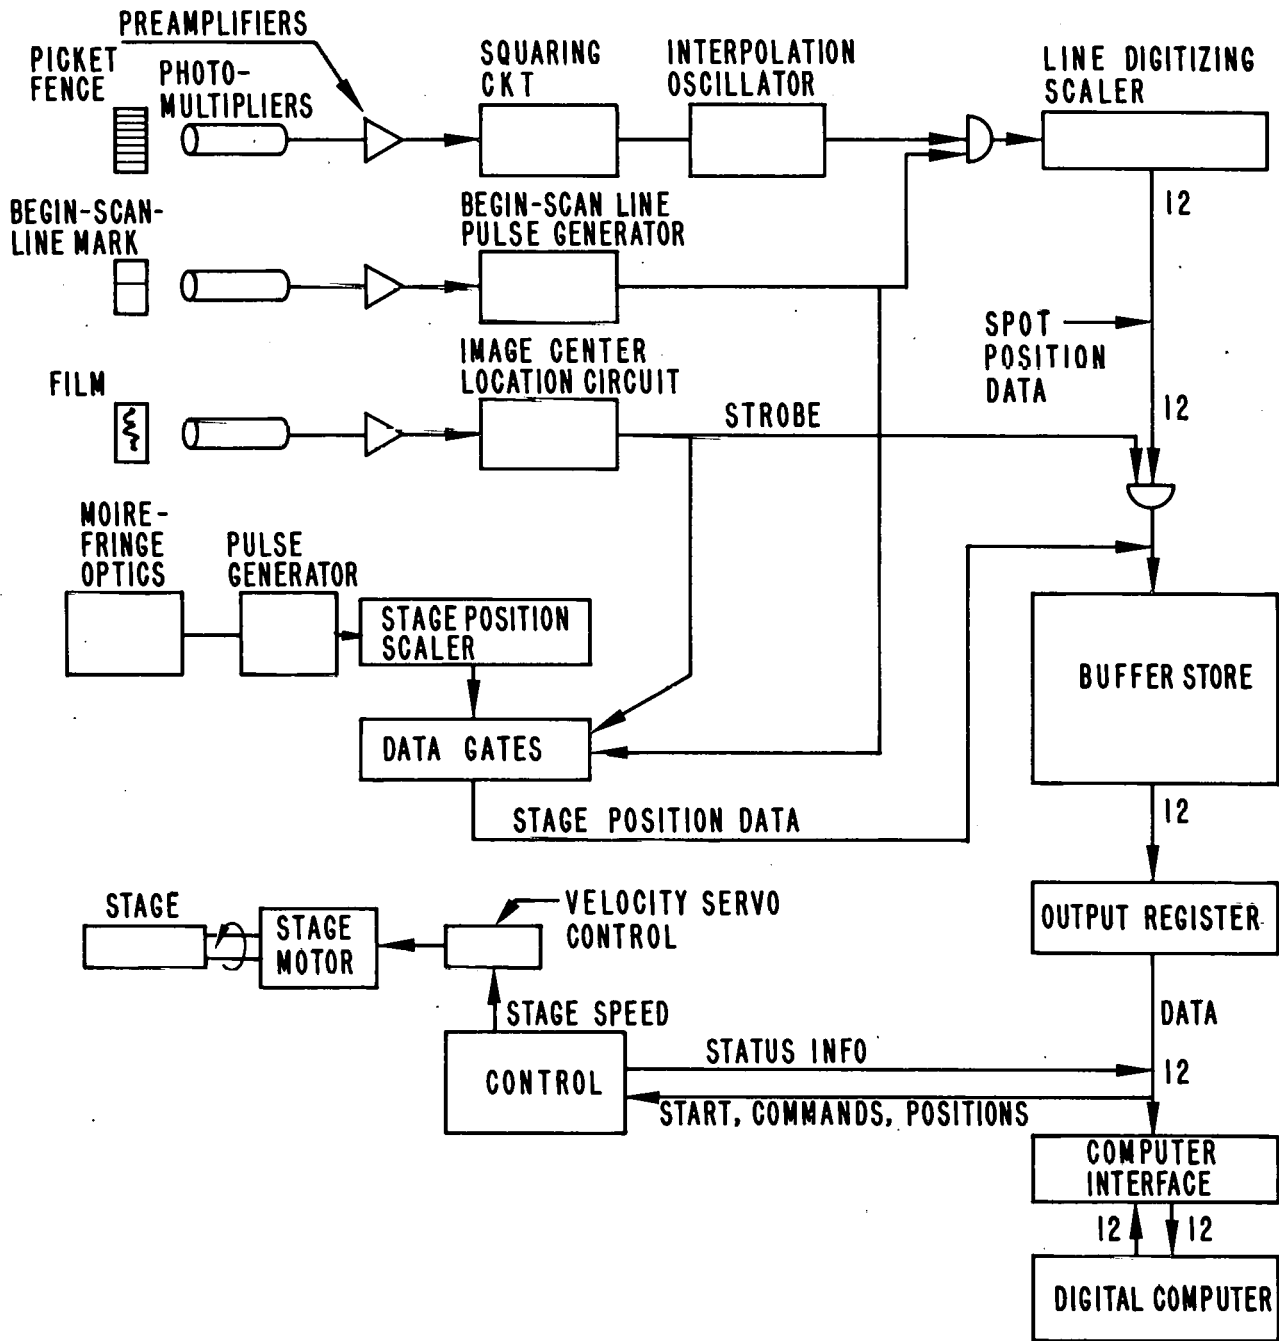 PREAMPLIFIERS
PICKET
FENCE
PHOTO-
MULTIPLIERS
SQUARING
CKT
INTERPOLATION
OSCILLATOR
LINE DIGITIZING
SCALER
12
BEGIN-SCAN-
LINE MARK
BEGIN-SCAN LINE
PULSE GENERATOR
SPOT
POSITION
DATA
FILM
IMAGE CENTER
LOCATION CIRCUIT
STROBE
12
MOIRE-
FRINGE
OPTICS
PULSE
GENERATOR
STAGE POSITION
SCALER
BUFFER STORE
DATA GATES
STAGE POSITION DATA
12
STAGE
STAGE
MOTOR
VELOCITY SERVO
CONTROL
OUTPUT REGISTER
STAGE SPEED
DATA
CONTROL
STATUS INFO
12
START, COMMANDS, POSITIONS
COMPUTER
INTERFACE
12
12
DIGITAL COMPUTER